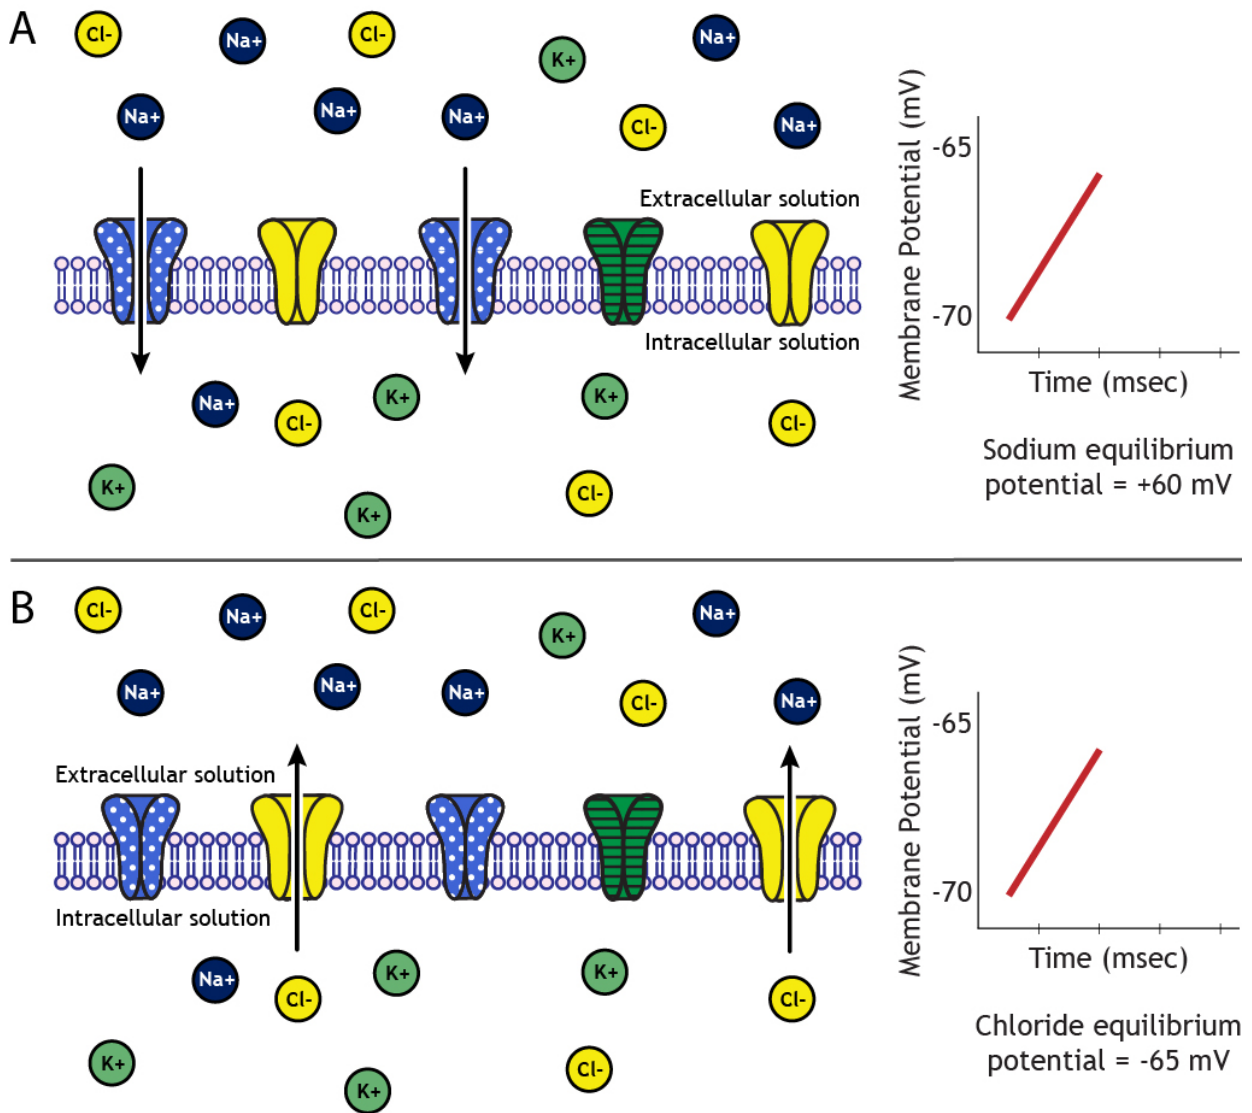 A
Cl-
Na+
Cl-
K+
Na+
Na+
Na+
Na+
Cl-
Na+
Extracellular solution
Intracellular solution
Na+
Cl-
K+
K+
Cl-
K+
K+
Cl-
Membrane Potential (mV)
-65
-70
Time (msec)
Sodium equilibrium
potential = +60 mV
B
Cl-
Na+
Cl-
K+
Na+
Na+
Na+
Na+
Cl-
Na+
Extracellular solution
Intracellular solution
Na+
Cl-
K+
K+
Cl-
K+
K+
Cl-
Membrane Potential (mV)
-65
-70
Time (msec)
Chloride equilibrium
potential = -65 mV